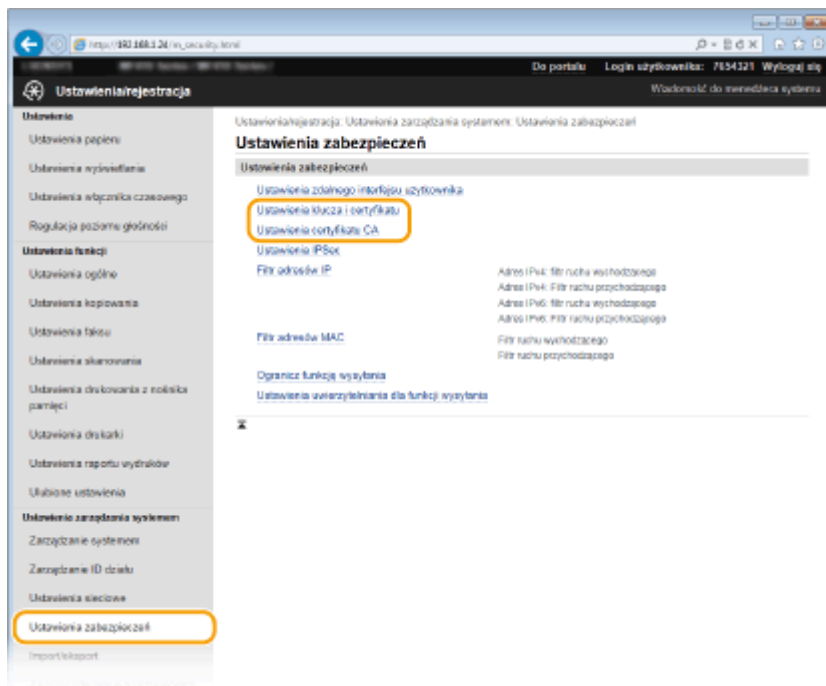 http://192.168.1.24/m_security.html
Do portalu Login użytkownika: 7654321 Wyloguj się
Ustawienia/rejestracja
Wiadomość do menedżera systemu
Ustawienia
Ustawienia papieru
Ustawienia wyświetlania
Ustawienia włącznika czasowego
Regulacja poziomu głośności
Ustawienia funkcji
Ustawienia ogólne
Ustawienia kopiowania
Ustawienia faksu
Ustawienia skanowania
Ustawienia drukowania z nośnika
pamięci
Ustawienia drukarki
Ustawienia raportu wydruków
Ulubione ustawienia
Ustawienia zarządzania systemem
Zarządzanie systemem
Zarządzanie ID działu
Ustawienia sieciowe
Ustawienia zabezpieczeń
Import/eksport
Ustawienia/rejestracja: Ustawienia zarządzania systemem: Ustawienia zabezpieczeń
Ustawienia zabezpieczeń
Ustawienia zabezpieczeń
Ustawienia zdalnego interfejsu użytkownika
Ustawienia klucza i certyfikatu
Ustawienia certyfikatu CA
Ustawienia IPSec
Filtr adresów IP
Adres IPv4: filtr ruchu wychodzącego
Adres IPv4: Filtr ruchu przychodzącego
Adres IPv6: filtr ruchu wychodzącego
Adres IPv6: Filtr ruchu przychodzącego
Filtr adresów MAC
Filtr ruchu wychodzącego
Filtr ruchu przychodzącego
Ogranicz funkcję wysyłania
Ustawienia uwierzytelniania dla funkcji wysyłania